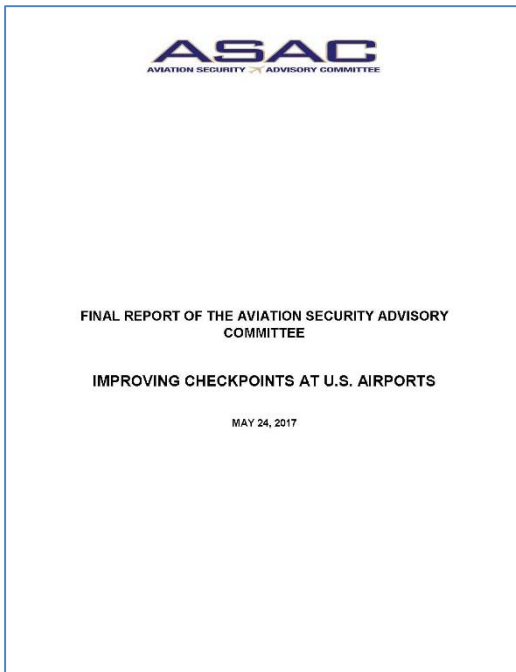 ASAC
AVIATION SECURITY ADVISORY COMMITTEE
FINAL REPORT OF THE AVIATION SECURITY ADVISORY
COMMITTEE
IMPROVING CHECKPOINTS AT U.S. AIRPORTS
MAY 24, 2017